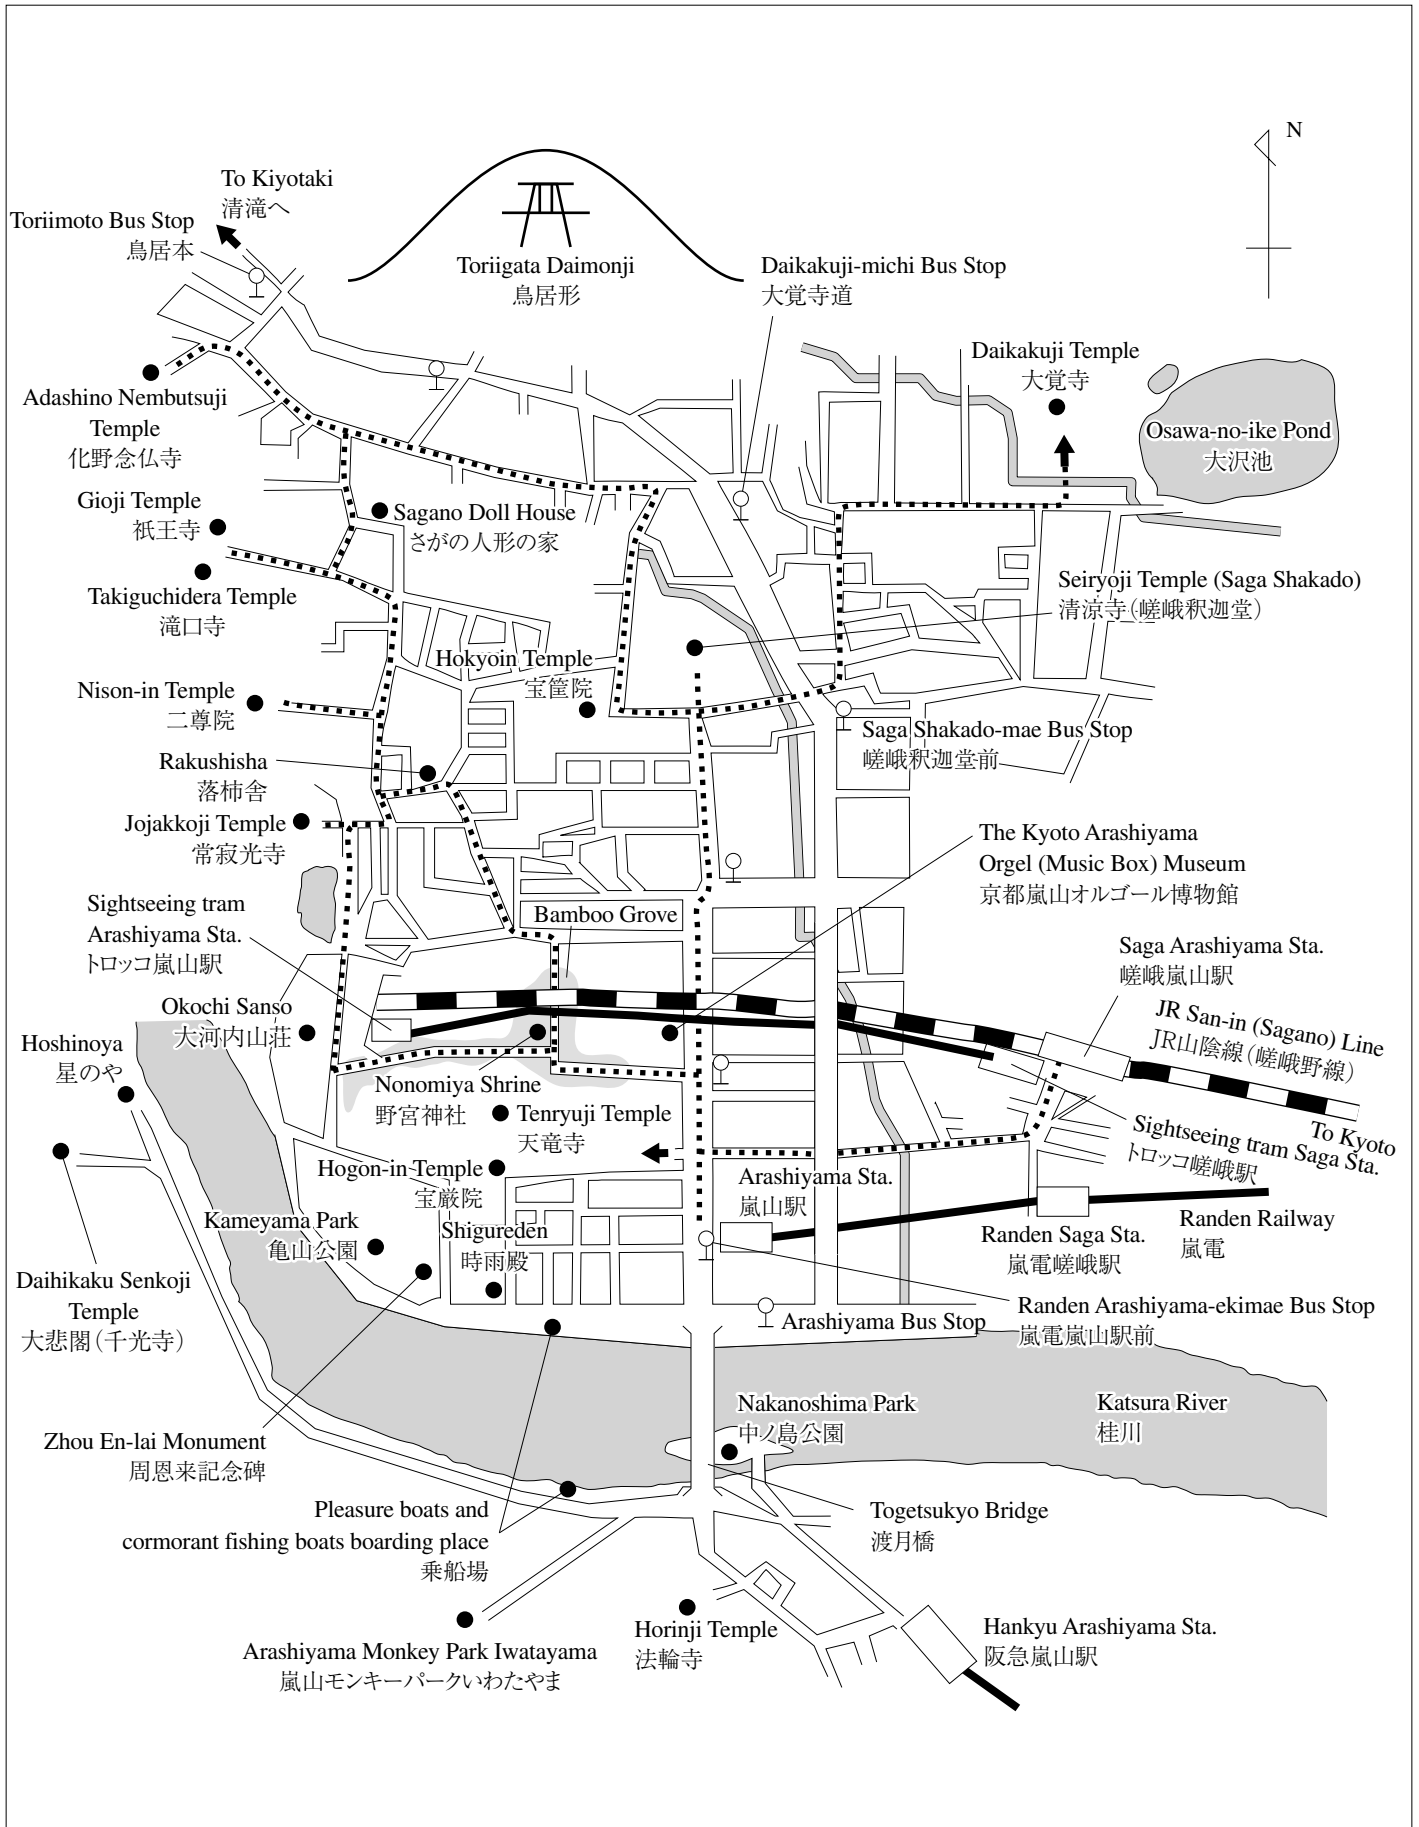 N
To Kiyotaki
清滝へ
Toriimoto Bus Stop
鳥居本
Toriigata Daimonji
鳥居形
Daikakuji-michi Bus Stop
大覚寺道
Daikakuji Temple
大覚寺
Adashino Nembutsuji
Temple
化野念仏寺
Osawa-no-ike Pond
大沢池
Gioji Temple
祇王寺
Sagano Doll House
さがの人形の家
Takiguchidera Temple
滝口寺
Seiryoji Temple (Saga Shakado)
清涼寺（嵯峨釈迦堂）
Hokyoin Temple
宝筐院
Nison-in Temple
二尊院
Saga Shakado-mae Bus Stop
嵯峨釈迦堂前
Rakushisha
落柿舎
Jojakkoji Temple
常寂光寺
The Kyoto Arashiyama
Orgel (Music Box) Museum
京都嵐山オルゴール博物館
Sightseeing tram
Arashiyama Sta.
トロッコ嵐山駅
Bamboo Grove
Saga Arashiyama Sta.
嵯峨嵐山駅
Okochi Sanso
大河内山荘
JR San-in (Sagano) Line
JR山陰線（嵯峨野線）
Hoshinoya
星のや
Nonomiya Shrine
野宮神社
Tenryuji Temple
天竜寺
To Kyoto
Sightseeing tram Saga Sta.
トロッコ嵯峨駅
Hogon-in Temple
宝厳院
Arashiyama Sta.
嵐山駅
Kameyama Park
亀山公園
Shigureden
時雨殿
Randen Saga Sta.
嵐電嵯峨駅
Randen Railway
嵐電
Daihikaku Senkoji
Temple
大悲閣（千光寺）
Arashiyama Bus Stop
Randen Arashiyama-ekimae Bus Stop
嵐電嵐山駅前
Nakanoshima Park
中ノ島公園
Katsura River
桂川
Zhou En-lai Monument
周恩来記念碑
Pleasure boats and
cormorant fishing boats boarding place
乗船場
Togetsukyo Bridge
渡月橋
Arashiyama Monkey Park Iwatayama
嵐山モンキーパークいわたやま
Horinji Temple
法輪寺
Hankyu Arashiyama Sta.
阪急嵐山駅